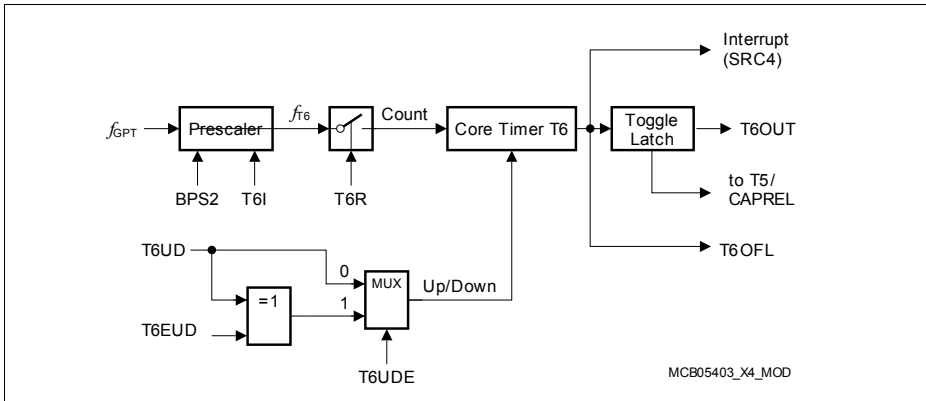 Interrupt
(SRC4)
fGPT
Prescaler
fT6
Count
Core Timer T6
Toggle
Latch
T6OUT
BPS2
T6I
T6R
to T5/
CAPREL
T6UD
0
MUX
Up/Down
T6OFL
=1
1
T6EUD
T6UDE
MCB05403_X4_MOD